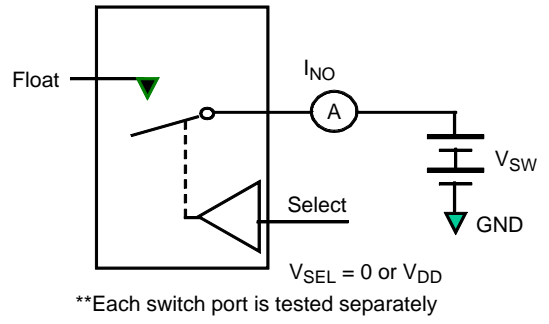 Float
I_NO
A
V_SW
Select
GND
V_SEL = 0 or V_DD
**Each switch port is tested separately